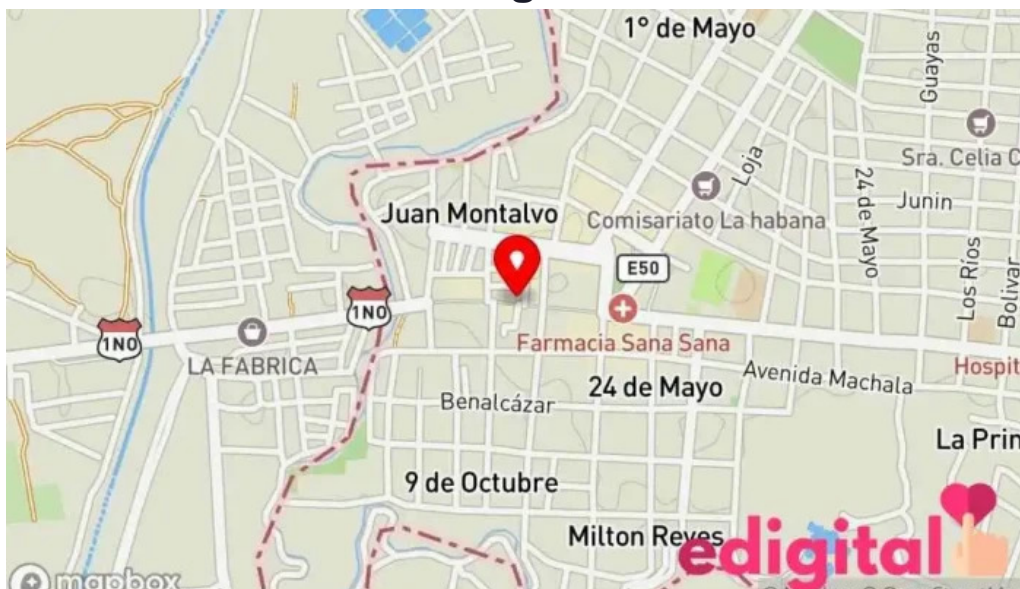 1° de Mayo
Guayas
Sra. Celia C
Loja
24 de Mayo
Junin
Juan Montalvo
Comisariato La habana
E50
Los Ríos
Bolivar
1N0
1N0
LA FABRICA
Farmacia Sana Sana
Hospit
24 de Mayo
Avenida Machala
Benalcázar
La Prin
9 de Octubre
Milton Reyes
edigital
mapbox